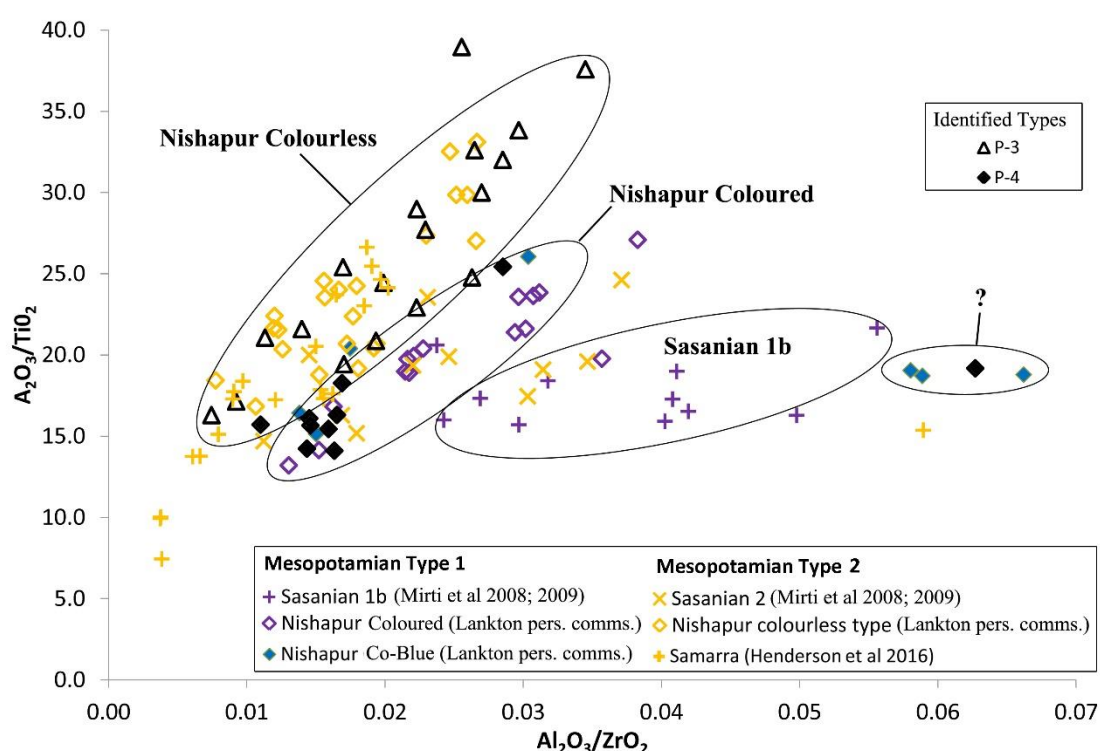 40.0
35.0
30.0
25.0
20.0
15.0
10.0
5.0
0.0
A₂O₃/Ti0₂
0.00
0.01
0.02
0.03
0.04
0.05
0.06
0.07
Al₂O₃/ZrO₂
Nishapur Colourless
Nishapur Coloured
Sasanian 1b
?
Identified Types
P-3
P-4
Mesopotamian Type 1
Sasanian 1b (Mirti et al 2008; 2009)
Nishapur Coloured (Lankton pers. comms.)
Nishapur Co-Blue (Lankton pers. comms.)
Mesopotamian Type 2
Sasanian 2 (Mirti et al 2008; 2009)
Nishapur colourless type (Lankton pers. comms.)
Samarra (Henderson et al 2016)